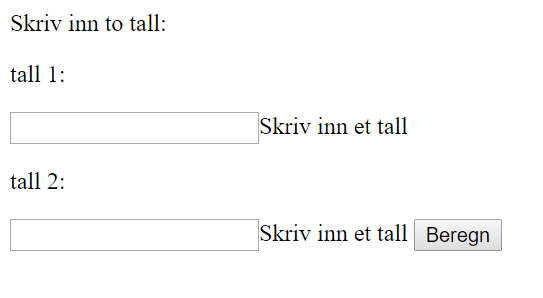 Skriv inn to tall:
tall 1:
Skriv inn et tall
tall 2:
Skriv inn et tall Beregn